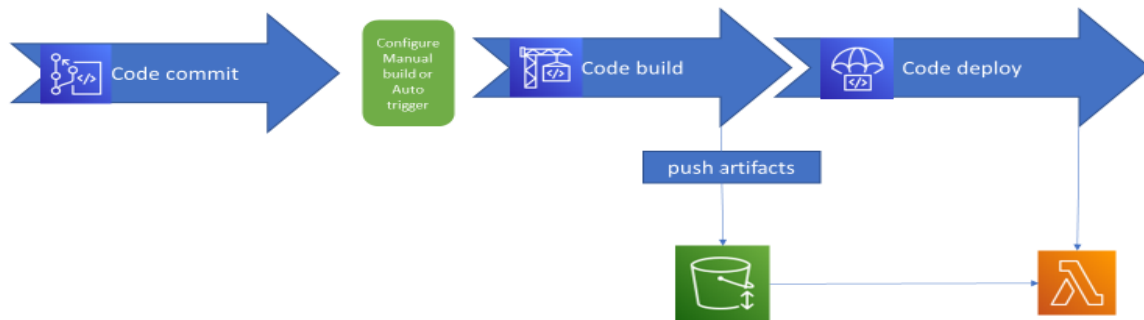 Code commit
Configure
Manual
build or
Auto
trigger
Code build
Code deploy
push artifacts